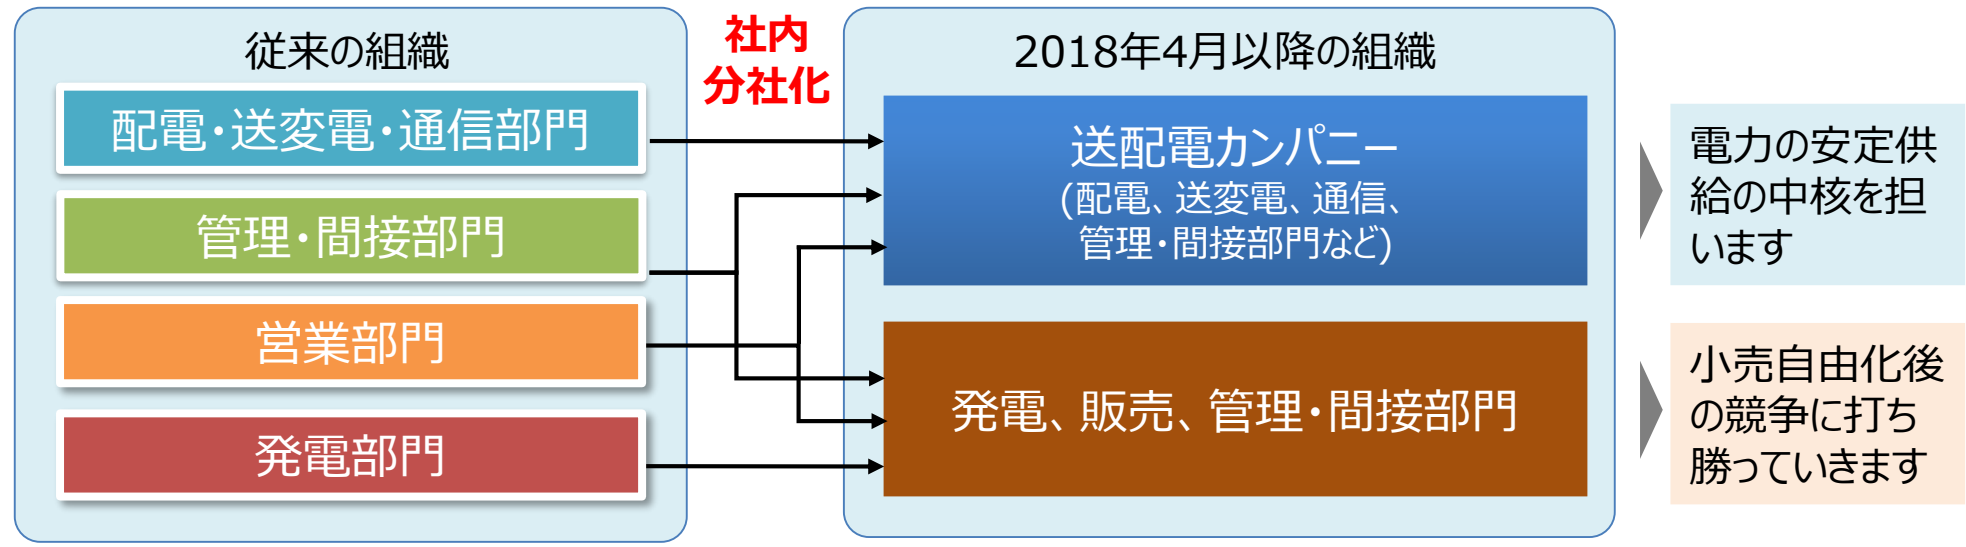 従来の組織
配電・送変電・通信部門
管理・間接部門
営業部門
発電部門
社内
分社化
2018年4月以降の組織
送配電カンパニー
(配電、送変電、通信、
管理・間接部門など)
発電、販売、管理・間接部門
電力の安定供
給の中核を担
います
小売自由化後
の競争に打ち
勝っていきます